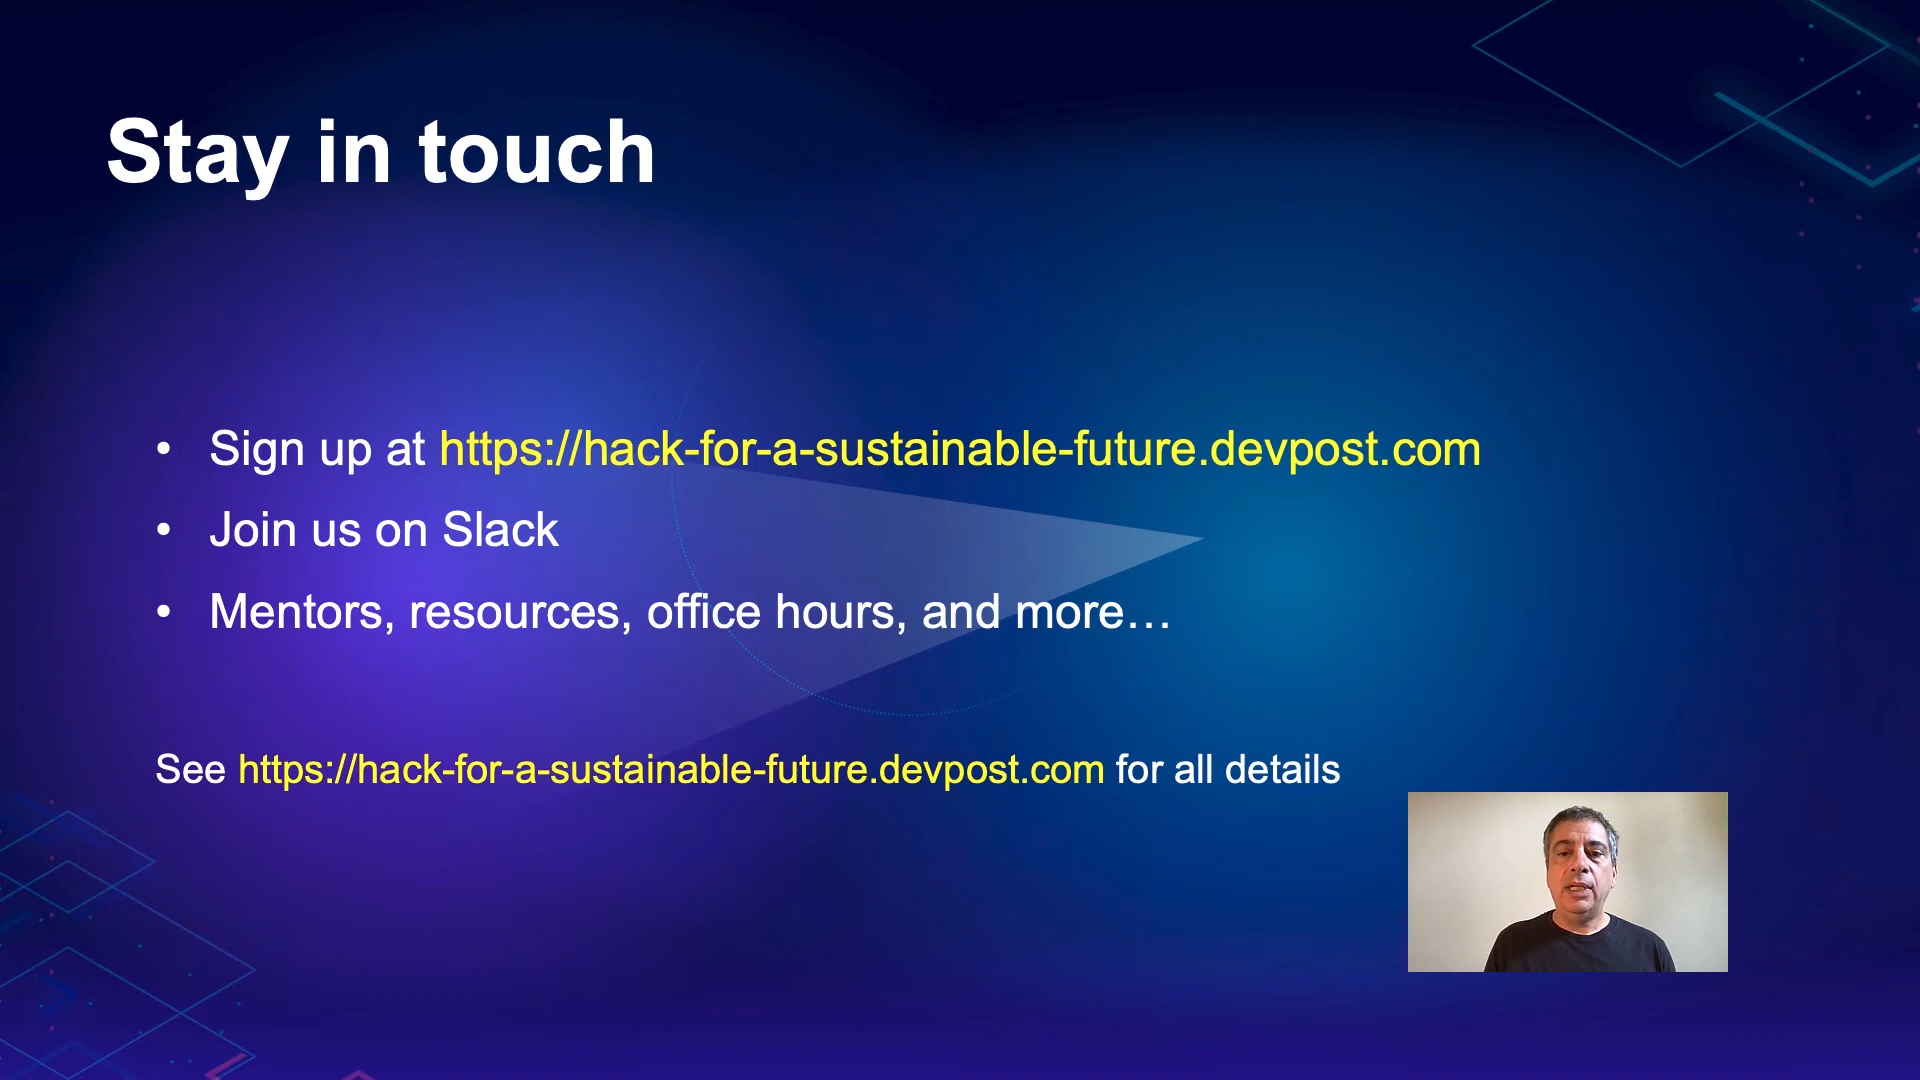 Stay in touch
• Sign up at https://hack-for-a-sustainable-future.devpost.com
• Join us on Slack
• Mentors, resources, office hours, and more…
See https://hack-for-a-sustainable-future.devpost.com for all details